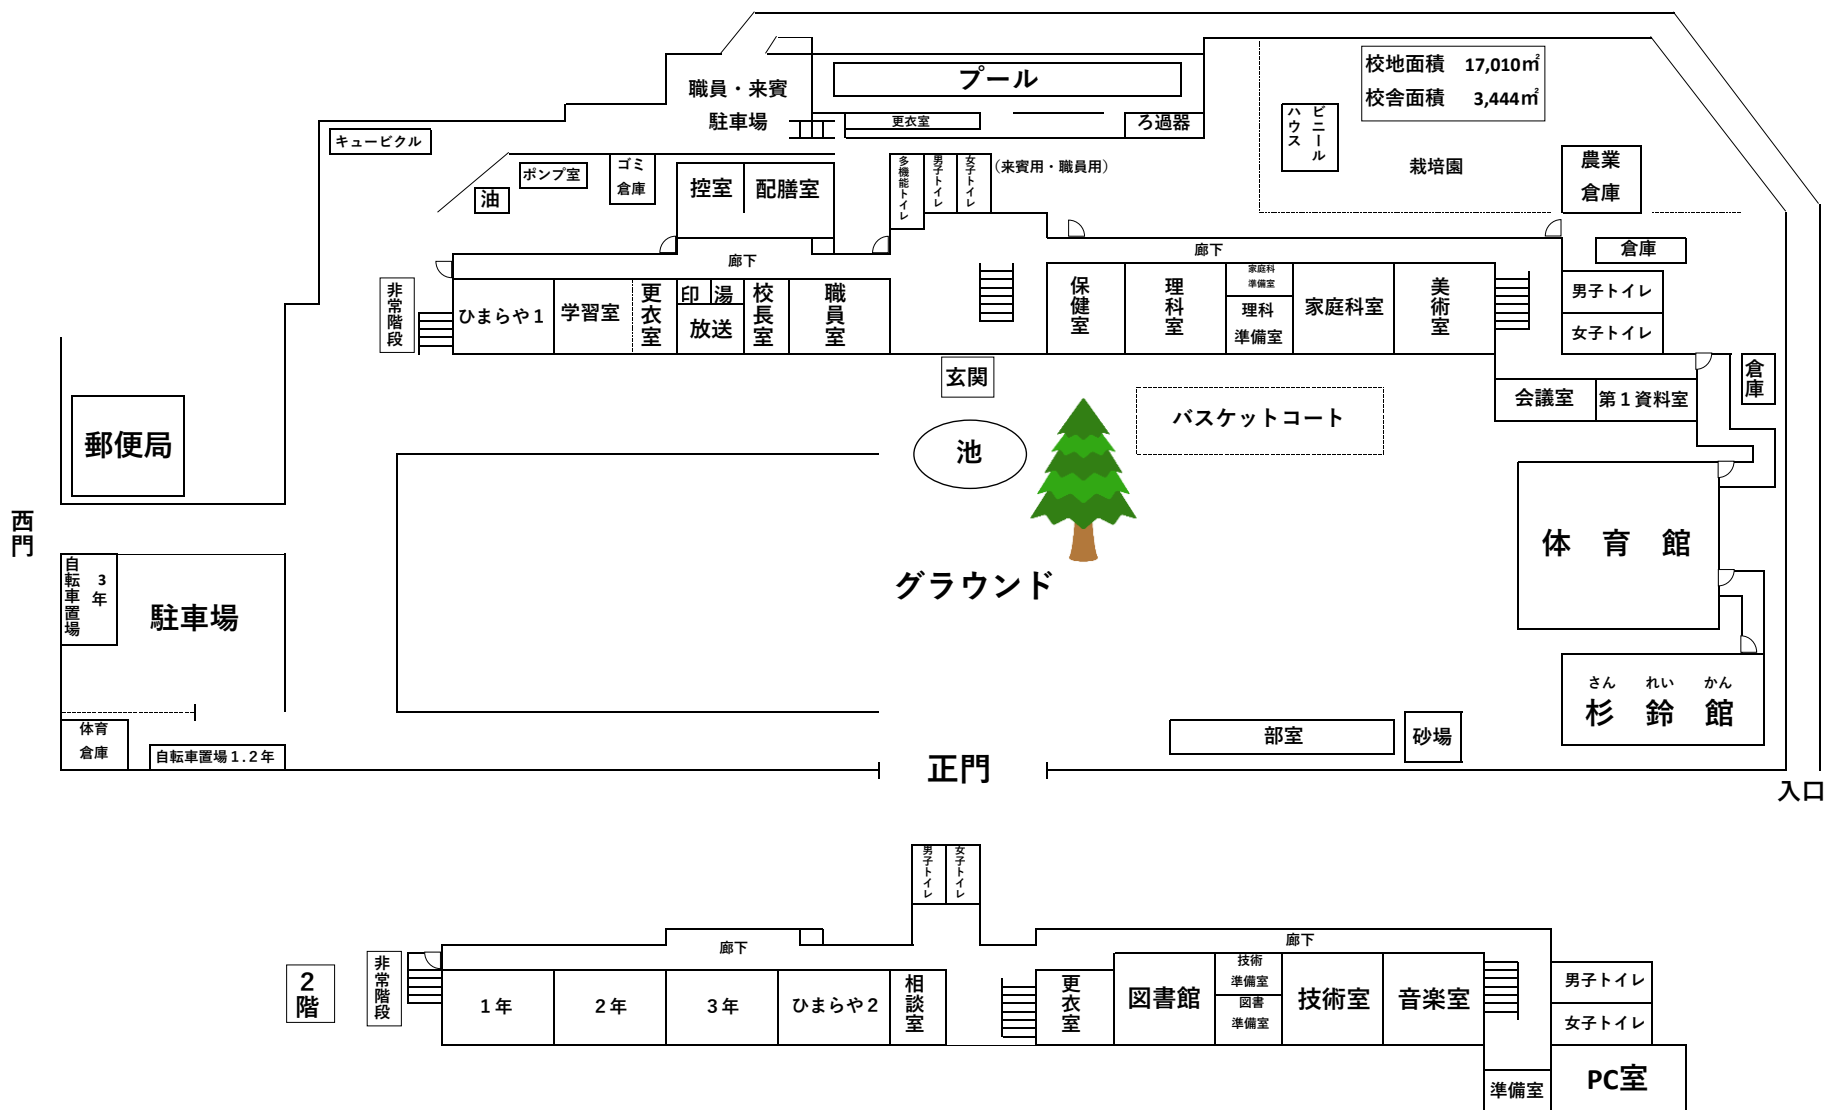 校地面積 17,010㎡
校舎面積 3,444㎡
プール
職員・来賓
駐車場
更衣室
ろ過器
ビニール
ハウス
栽培園
農業
倉庫
キュービクル
ポンプ室
油
ゴミ
倉庫
控室
配膳室
多機能トイレ
男子トイレ
女子トイレ
（来賓用・職員用）
廊下
廊下
倉庫
非常階段
ひまらや１
学習室
更衣室
印
湯
放送
校長室
職員室
保健室
理科室
家庭科
準備室
理科
準備室
家庭科室
美術室
男子トイレ
女子トイレ
玄関
会議室
第１資料室
倉庫
郵便局
池
バスケットコート
西門
体育館
グラウンド
3年
自転車置場
駐車場
さん れい かん
杉鈴館
体育
倉庫
自転車置場１.２年
部室
砂場
正門
入口
２階
男子トイレ
女子トイレ
廊下
廊下
非常階段
１年
２年
３年
ひまらや２
相談室
更衣室
図書館
技術
準備室
図書
準備室
技術室
音楽室
男子トイレ
女子トイレ
準備室
PC室